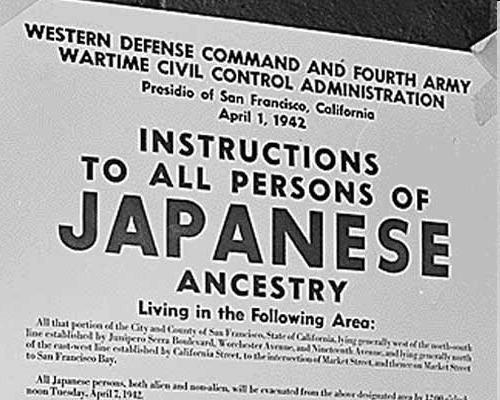 WESTERN DEFENSE COMMAND AND FOURTH ARMY
WARTIME CIVIL CONTROL ADMINISTRATION
Presidio of San Francisco, California
April 1, 1942
INSTRUCTIONS
TO ALL PERSONS OF
JAPANESE
ANCESTRY
Living in the Following Area:
All that portion of the City and County of San Francisco, State of California, lying generally west of the north-south
line established by Junipero Serra Boulevard, Worchester Avenue, and Nineteenth Avenue, and lying generally north
of the east-west line established by California Street, to the intersection of Market Street, and thence on Market Street
to San Francisco Bay.
All Japanese persons, both alien and non-alien, will be evacuated from the above designated area by 12:00 o'clock
noon Tuesday, April 7, 1942.